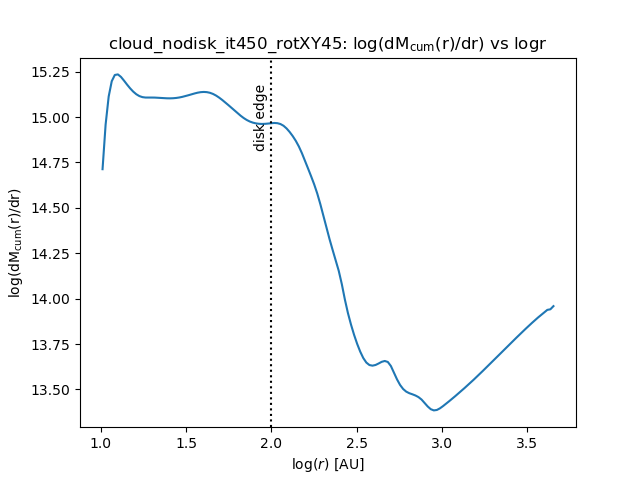 cloud_nodisk_it450_rotXY45: log(dMcum(r)/dr) vs logr
15.25
15.00
14.75
14.50
14.25
14.00
13.75
13.50
log(dMcum(r)/dr)
disk edge
1.0 1.5 2.0 2.5 3.0 3.5
log(r) [AU]